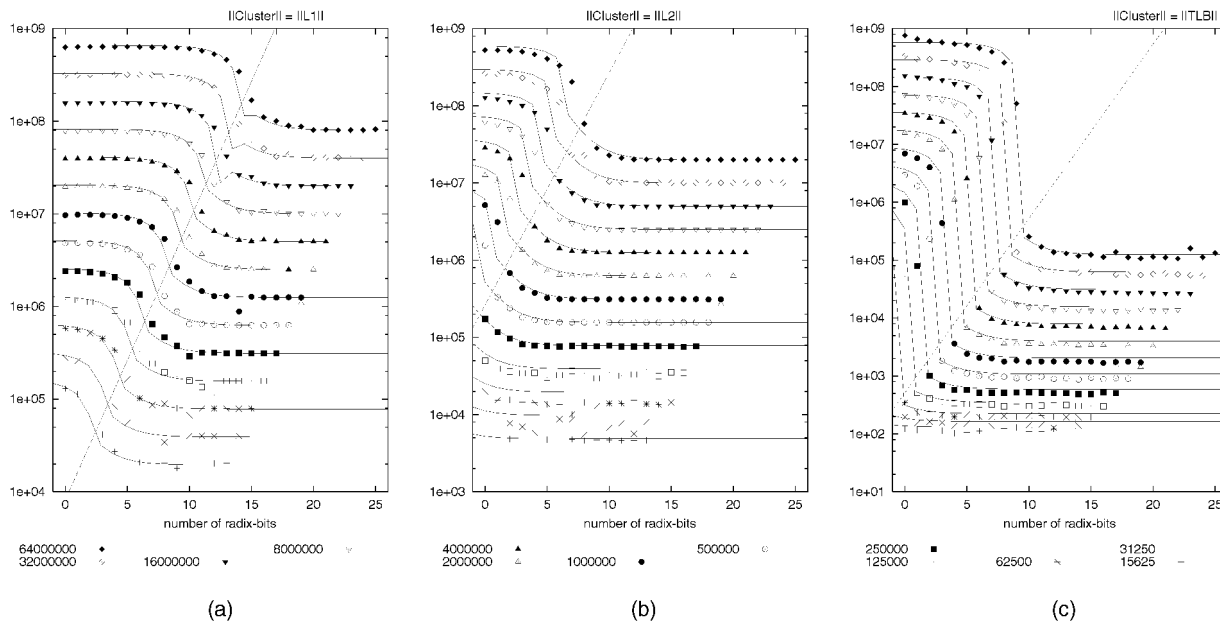 ||Cluster|| = ||L1||
1e+09
1e+08
1e+07
1e+06
1e+05
1e+04
0 5 10 15 20 25
number of radix-bits
64000000 16000000 8000000
32000000
(a)
||Cluster|| = ||L2||
1e+09
1e+08
1e+07
1e+06
1e+05
1e+04
1e+03
0 5 10 15 20 25
number of radix-bits
4000000 500000
2000000 1000000
(b)
||Cluster|| = ||TLB||
1e+09
1e+08
1e+07
1e+06
1e+05
1e+04
1e+03
1e+02
1e+01
0 5 10 15 20 25
number of radix-bits
250000 31250
125000 62500 15625
(c)